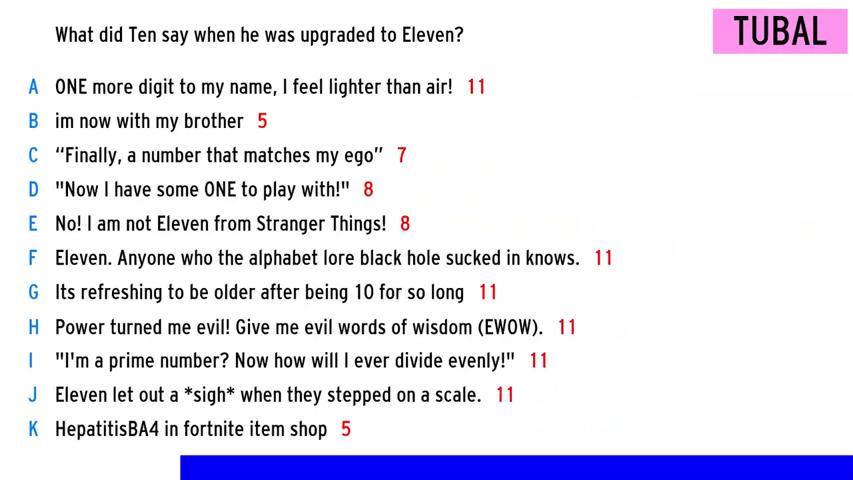 What did Ten say when he was upgraded to Eleven?
TUBAL
A ONE more digit to my name, I feel lighter than air! 11
B im now with my brother 5
C “Finally, a number that matches my ego” 7
D "Now I have some ONE to play with!" 8
E No! I am not Eleven from Stranger Things! 8
F Eleven. Anyone who the alphabet lore black hole sucked in knows. 11
G Its refreshing to be older after being 10 for so long 11
H Power turned me evil! Give me evil words of wisdom (EWOW). 11
I "I'm a prime number? Now how will I ever divide evenly!" 11
J Eleven let out a *sigh* when they stepped on a scale. 11
K HepatitisBA4 in fortnite item shop 5